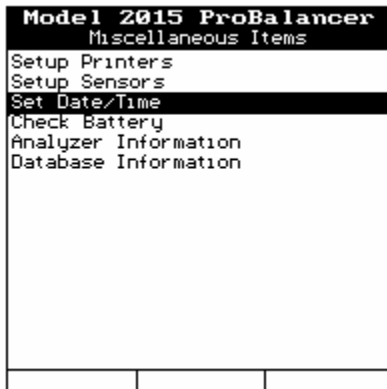 Model 2015 ProBalancer
Miscellaneous Items
Setup Printers
Setup Sensors
Set Date/Time
Check Battery
Analyzer Information
Database Information